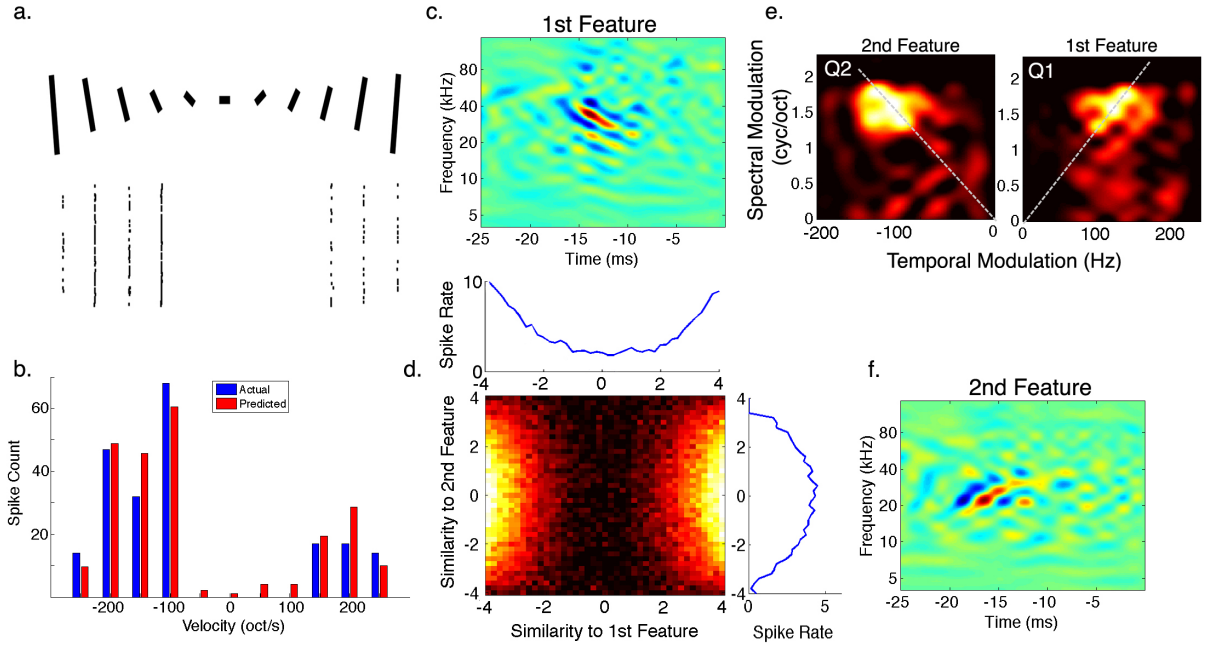 a.
b.
60
40
20
Spike Count
Actual
Predicted
-200 -100 0 100 200
Velocity (oct/s)
c.
1st Feature
80
40
20
10
5
Frequency (kHz)
-25 -20 -15 -10 -5
Time (ms)
10
0
Spike Rate
-4 -2 0 2 4
d.
4
2
0
-2
-4
Similarity to 2nd Feature
-4 -2 0 2 4
Similarity to 1st Feature
4
2
0
-2
-4
0 5
Spike Rate
e.
2nd Feature
1st Feature
Q2
Q1
2
1.5
1
0.5
0
Spectral Modulation
(cyc/oct)
2
1.5
1
0.5
0
-200 -100 0
0 100 200
Temporal Modulation (Hz)
f.
2nd Feature
80
40
20
10
5
Frequency (kHz)
-25 -20 -15 -10 -5
Time (ms)